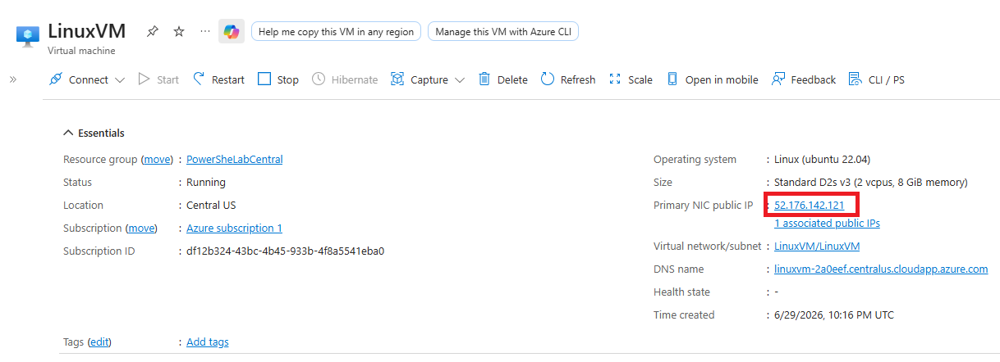 LinuxVM
Virtual machine
Help me copy this VM in any region
Manage this VM with Azure CLI
Connect Start Restart Stop Hibernate Capture Delete Refresh Scale Open in mobile Feedback CLI / PS
Essentials
Resource group (move) : PowerSheLabCentral
Status : Running
Location : Central US
Subscription (move) : Azure subscription 1
Subscription ID : df12b324-43bc-4b45-933b-4f8a5541eba0
Operating system : Linux (ubuntu 22.04)
Size : Standard D2s v3 (2 vcpus, 8 GiB memory)
Primary NIC public IP : 52.176.142.121
1 associated public IPs
Virtual network/subnet : LinuxVM/LinuxVM
DNS name : linuxvm-2a0eef.centralus.cloudapp.azure.com
Health state : -
Time created : 6/29/2026, 10:16 PM UTC
Tags (edit) : Add tags